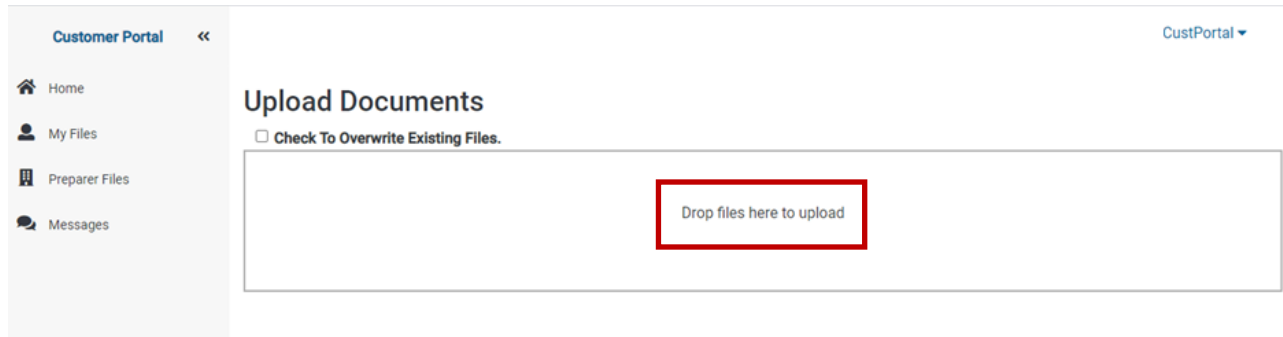 Customer Portal
CustPortal
Home
My Files
Preparer Files
Messages
Upload Documents
Check To Overwrite Existing Files.
Drop files here to upload